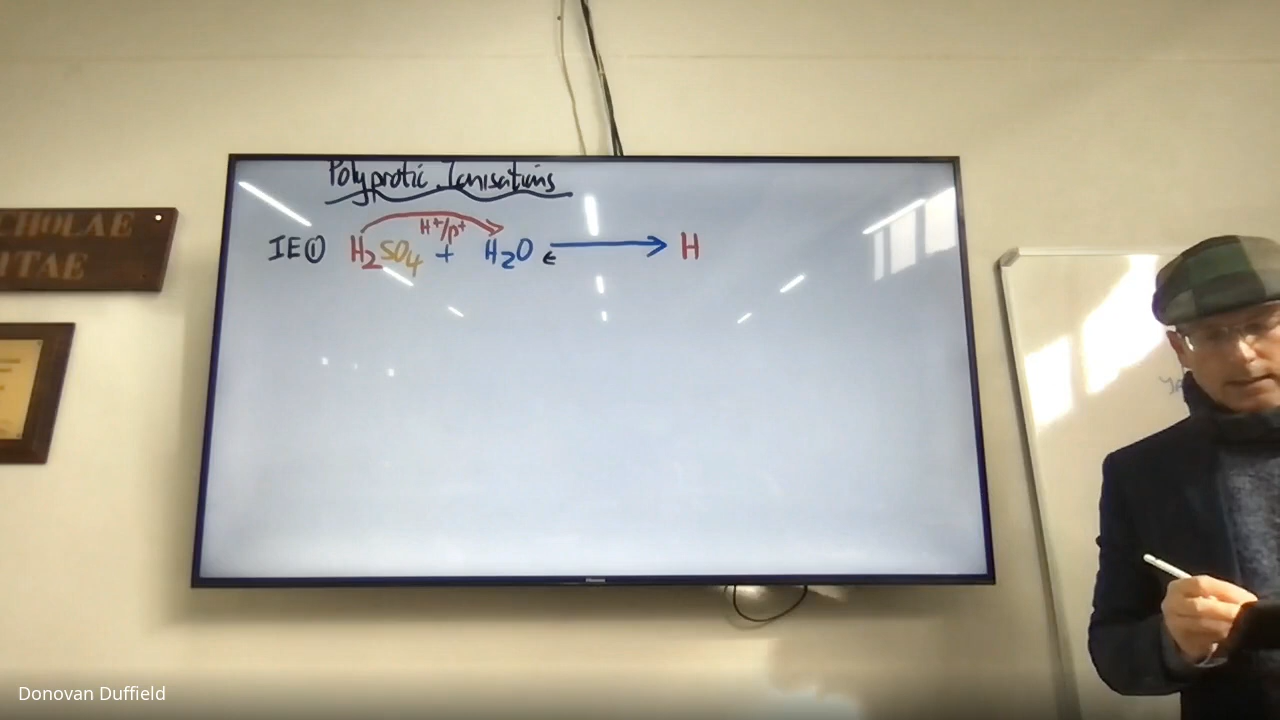 CHOLAE
ITAE
Polyprotic Ionisations
H⁺/p⁺
IE① H₂SO₄ + H₂O ⟶ H
Donovan Duffield